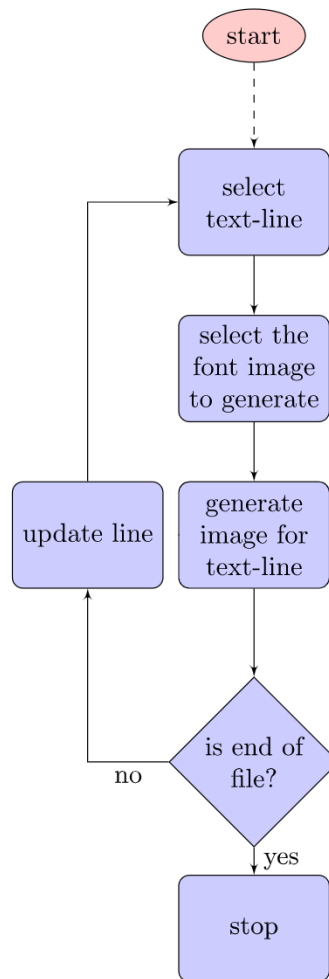 start
select
text-line
select the
font image
to generate
generate
image for
text-line
update line
is end of
file?
no
yes
stop